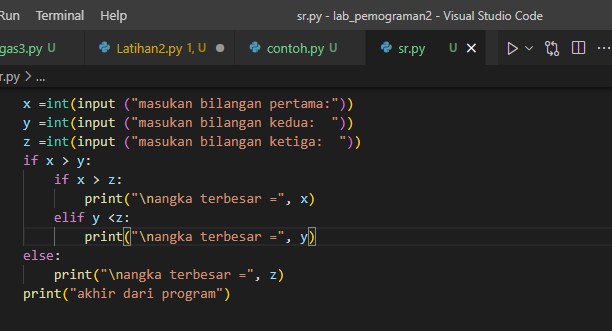 Run Terminal Help sr.py - lab_pemograman2 - Visual Studio Code
gas3.py U Latihan2.py 1, U contoh.py U sr.py U
r.py > ...
x =int(input ("masukan bilangan pertama:"))
y =int(input ("masukan bilangan kedua:  "))
z =int(input ("masukan bilangan ketiga:  "))
if x > y:
    if x > z:
        print("\nangka terbesar =", x)
    elif y <z:
        print("\nangka terbesar =", y)
else:
    print("\nangka terbesar =", z)
print("akhir dari program")